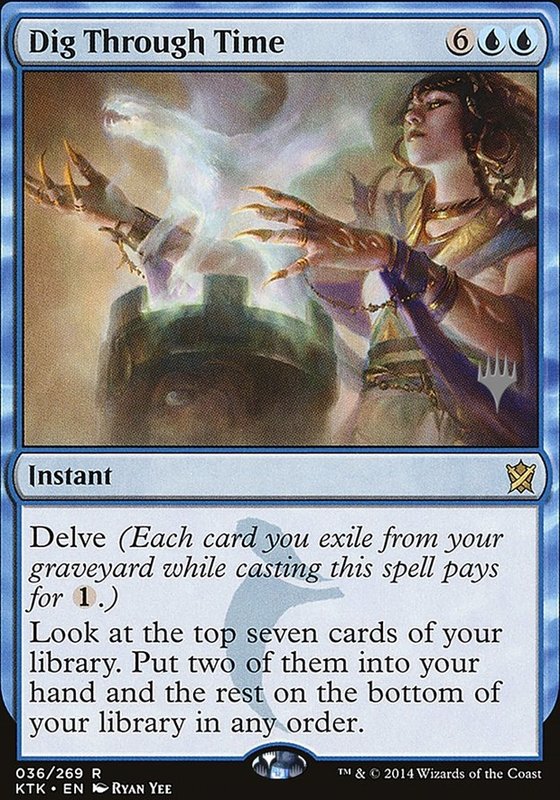 Dig Through Time 6
Instant
Delve (Each card you exile from your
graveyard while casting this spell pays
for 1.)
Look at the top seven cards of your
library. Put two of them into your
hand and the rest on the bottom of
your library in any order.
036/269 R
KTK • EN Ryan Yee
™ & © 2014 Wizards of the Coast